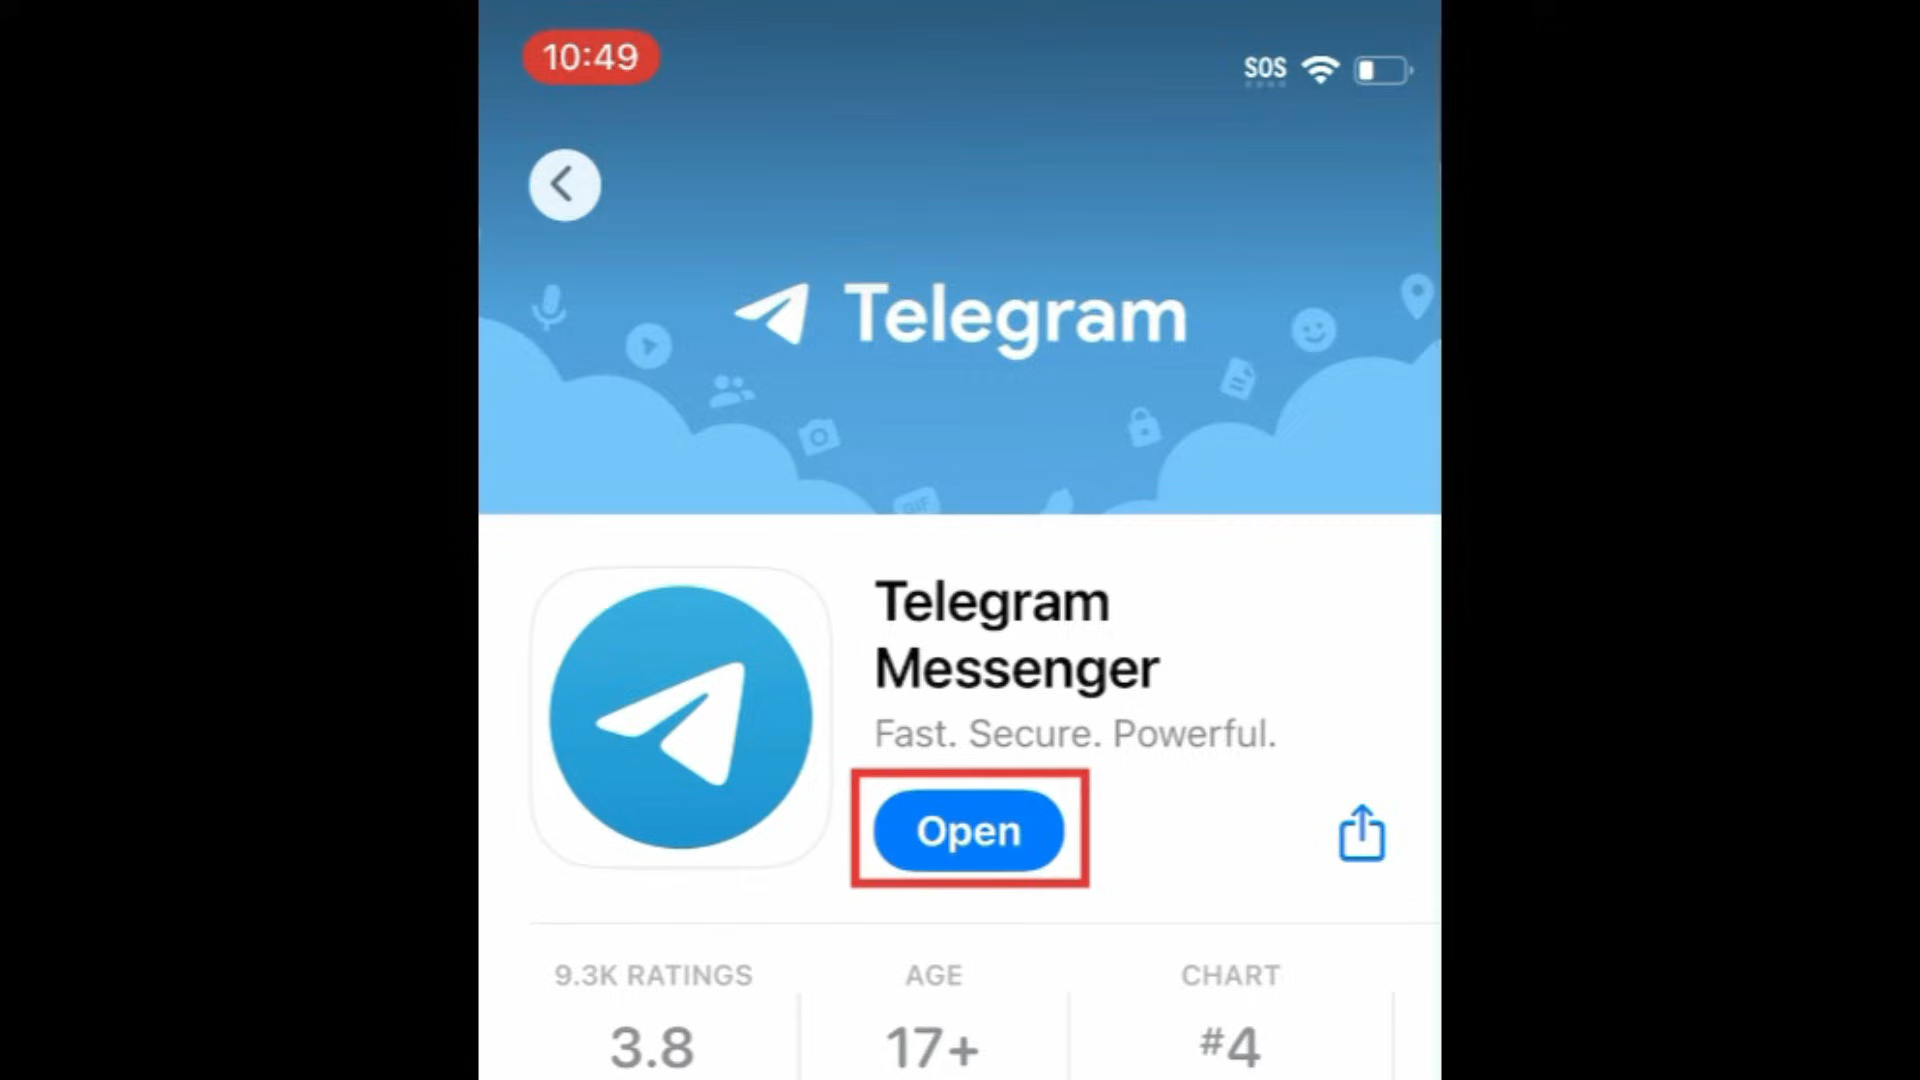 10:49
SOS
Telegram
GIF
Telegram
Messenger
Fast. Secure. Powerful.
Open
9.3K RATINGS
AGE
CHART
3.8
17+
#4